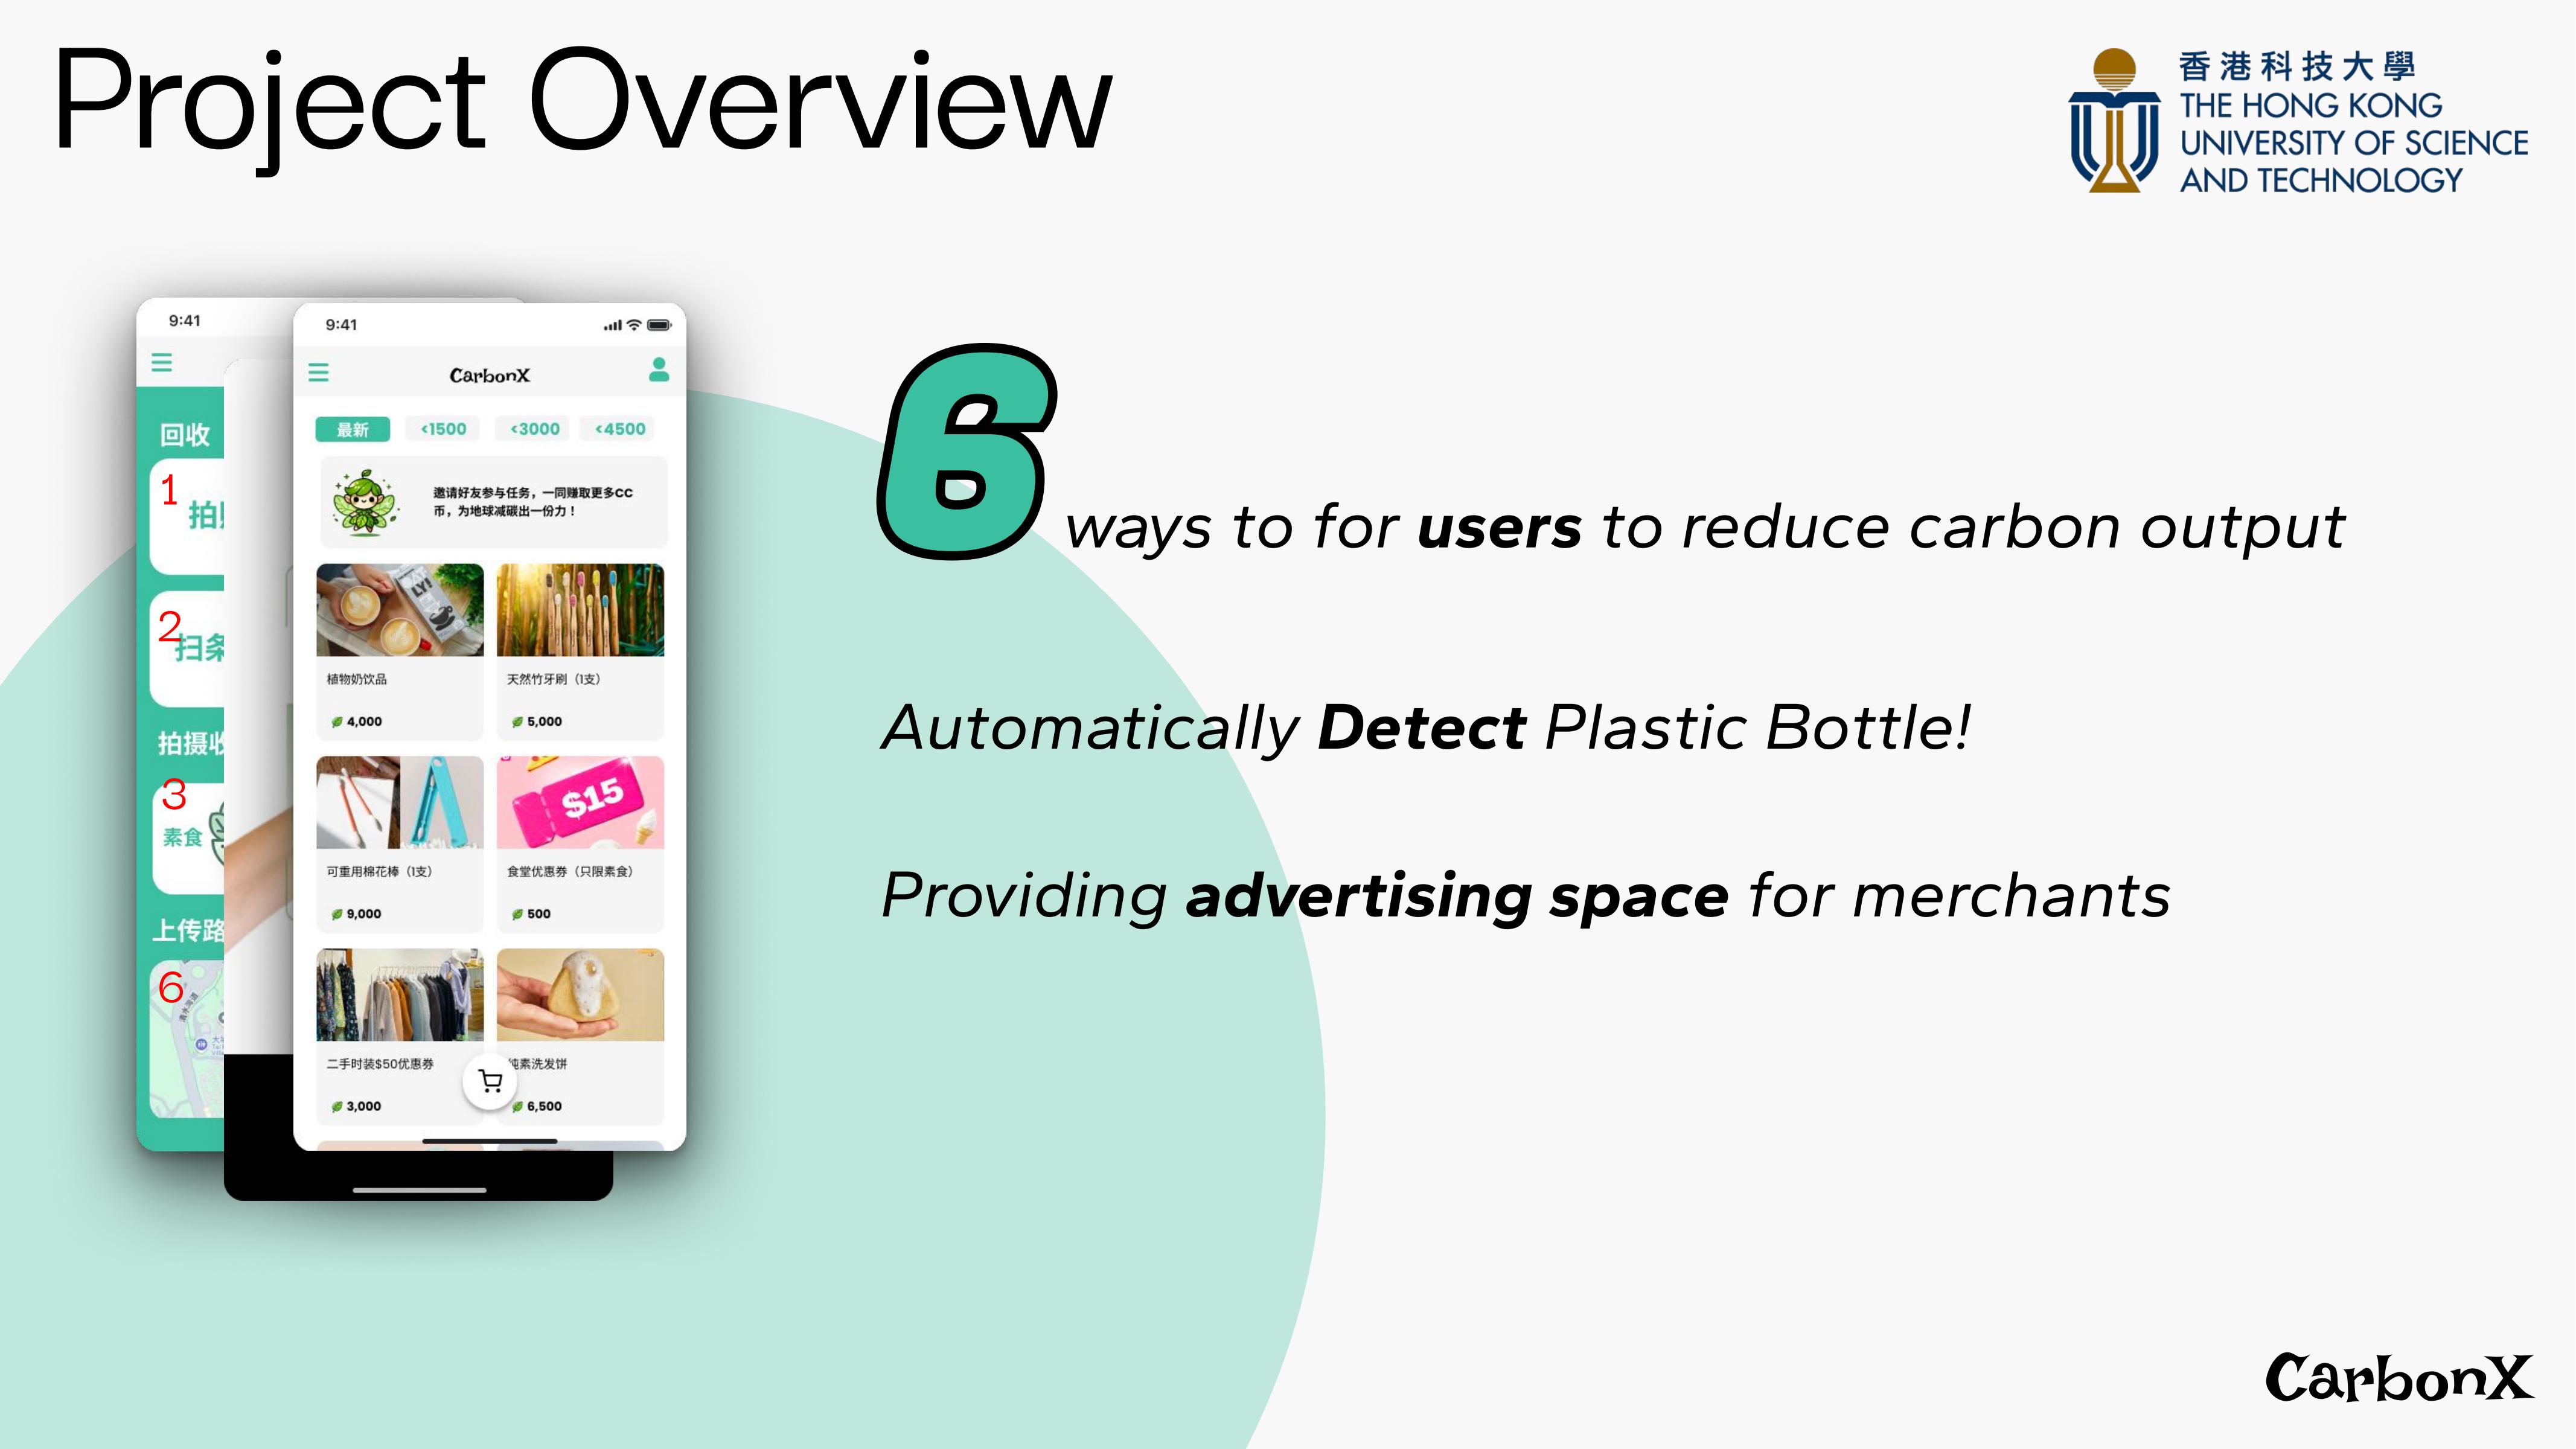 Project Overview
香港科技大學
THE HONG KONG
UNIVERSITY OF SCIENCE
AND TECHNOLOGY
9:41
回收
1
拍
2
扫条
拍摄收
3
素食
上传路
6
9:41
CarbonX
最新 <1500 <3000 <4500
邀请好友参与任务，一同赚取更多CC
币，为地球减碳出一份力！
植物奶饮品
4,000
天然竹牙刷（1支）
5,000
可重用棉花棒（1支）
9,000
$15
食堂优惠券（只限素食）
500
二手时装$50优惠券
3,000
纯素洗发饼
6,500
6 ways to for users to reduce carbon output
Automatically Detect Plastic Bottle!
Providing advertising space for merchants
CarbonX